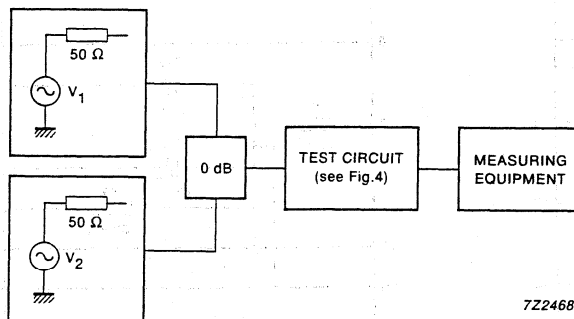 50 Ω
V1
0 dB
TEST CIRCUIT
(see Fig.4)
MEASURING
EQUIPMENT
50 Ω
V2
7Z2468